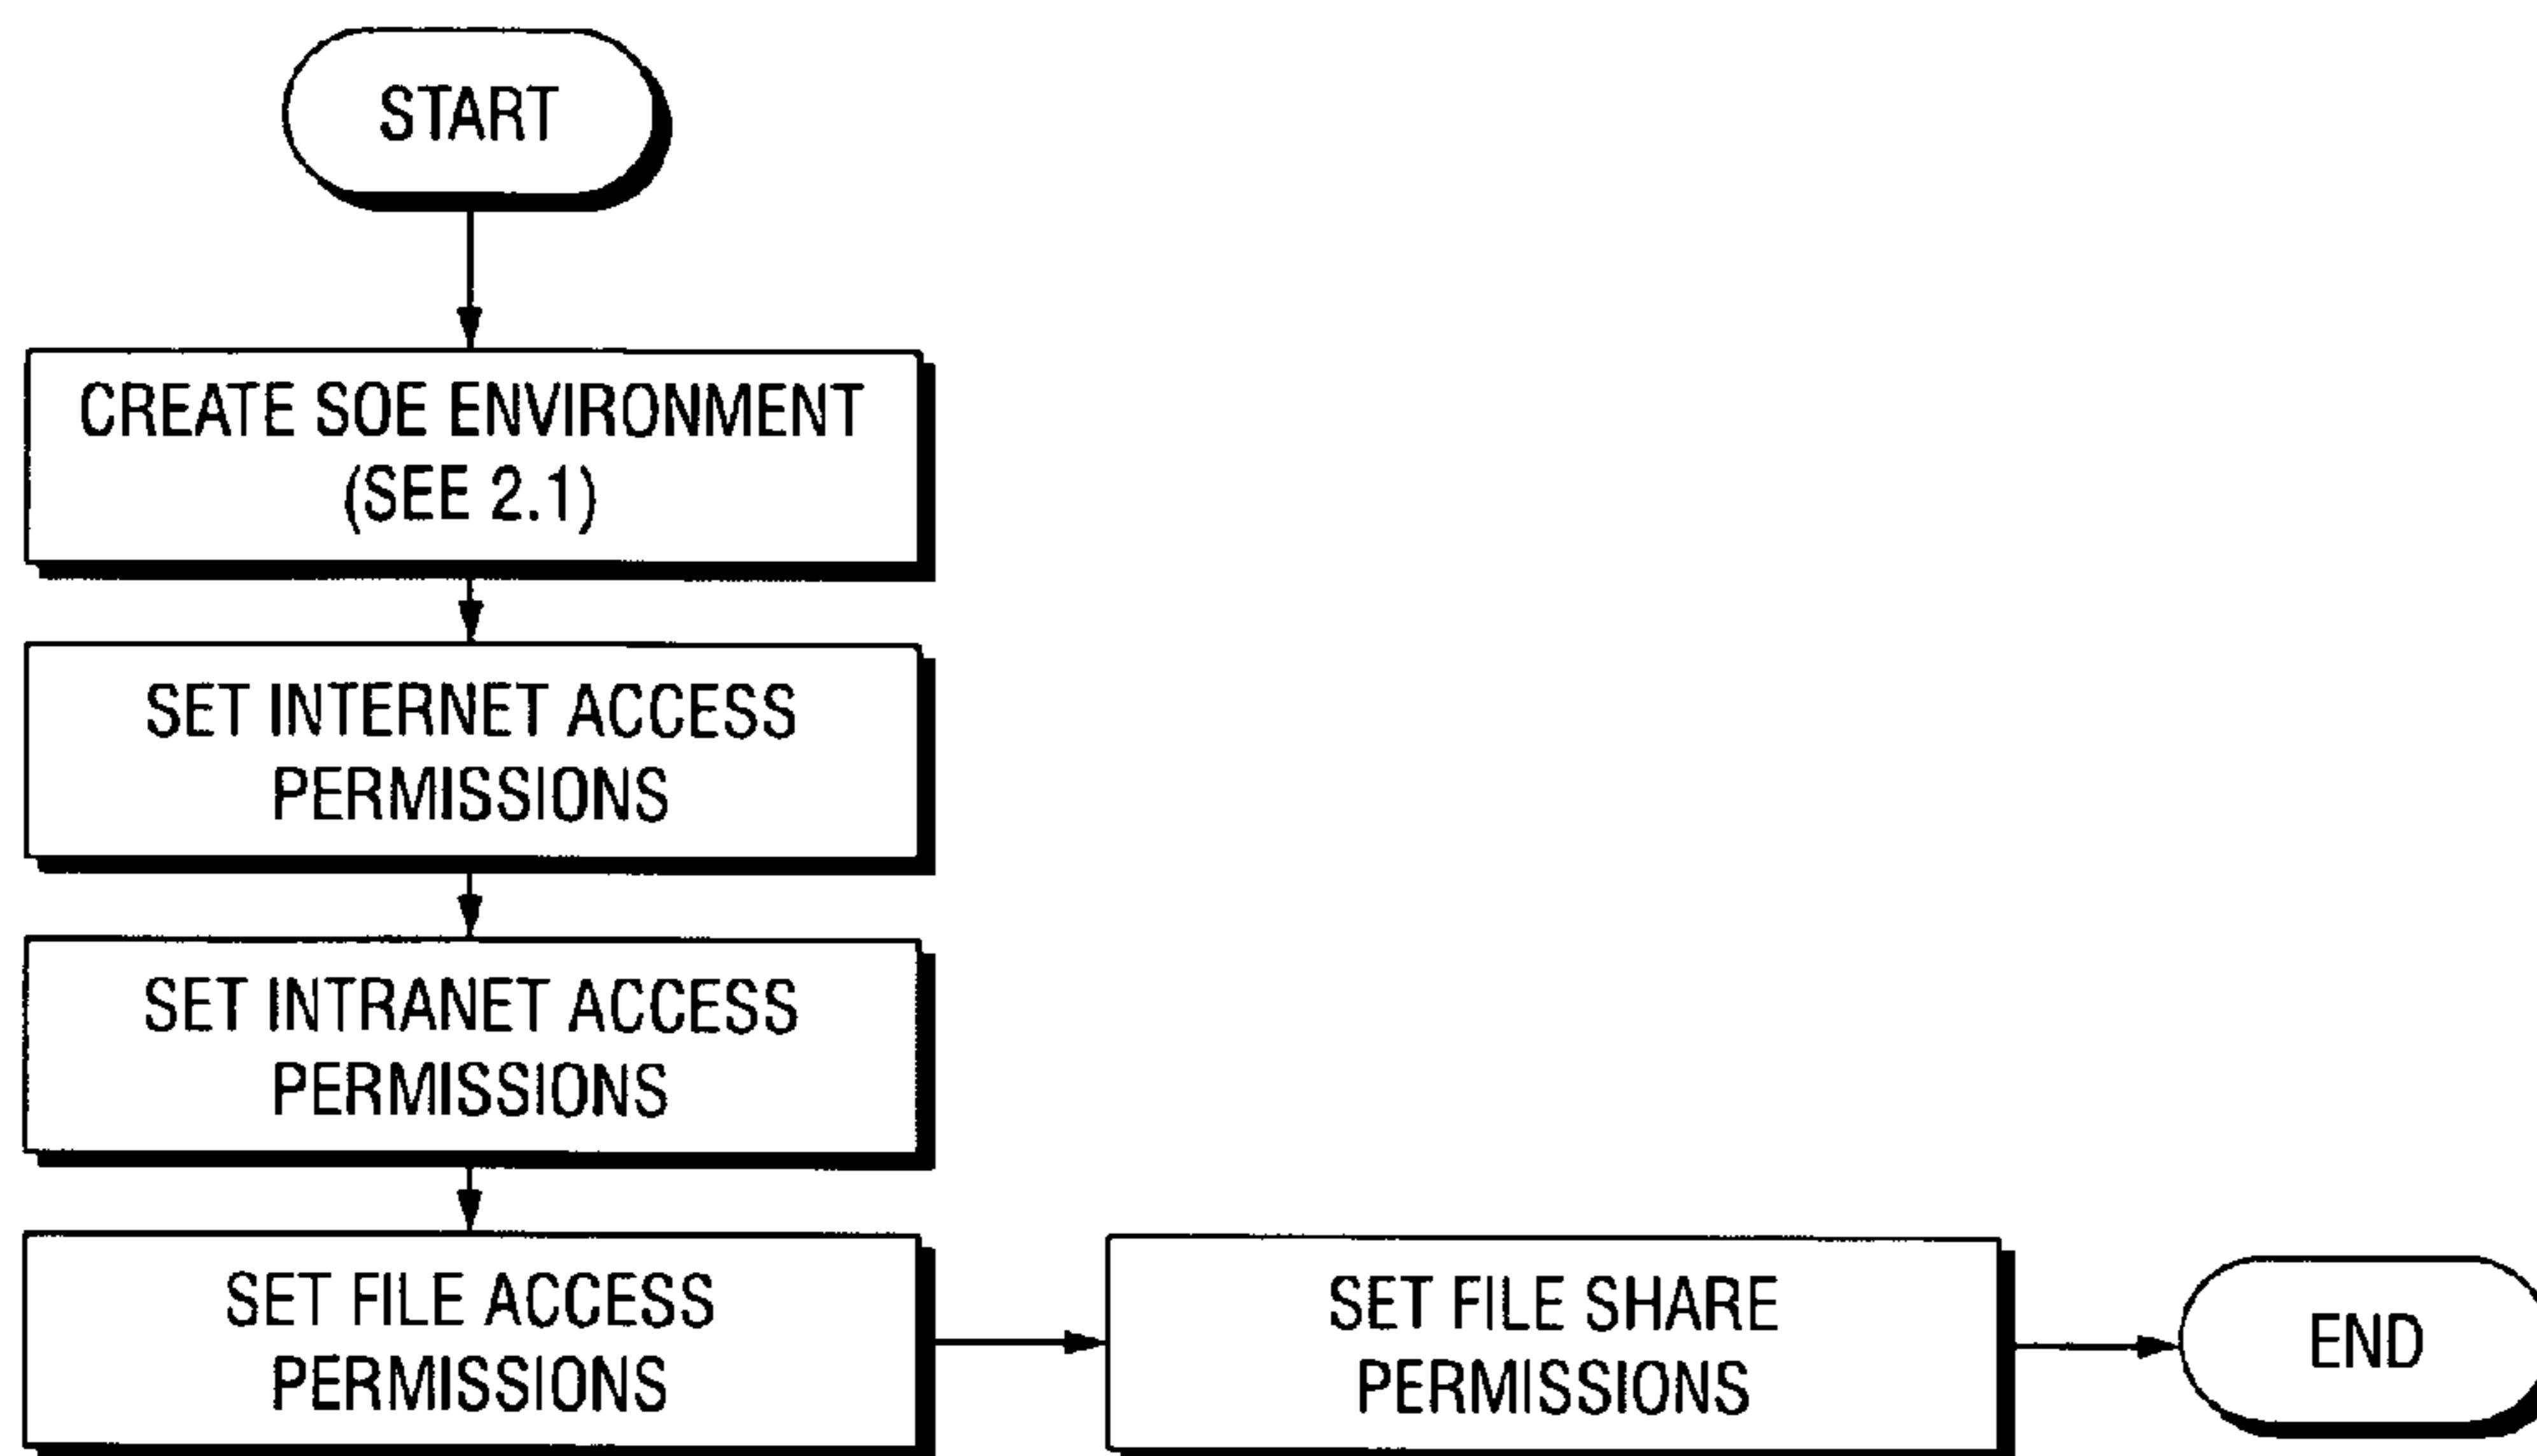 START
CREATE SOE ENVIRONMENT
(SEE 2.1)
SET INTERNET ACCESS
PERMISSIONS
SET INTRANET ACCESS
PERMISSIONS
SET FILE ACCESS
PERMISSIONS
SET FILE SHARE
PERMISSIONS
END